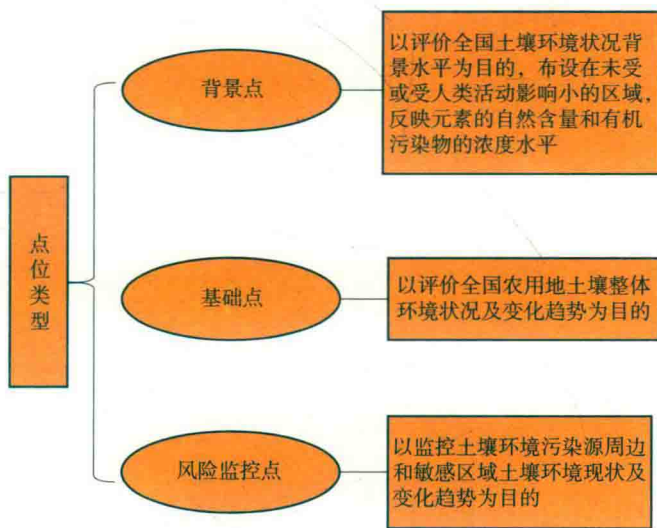 点位类型
背景点
以评价全国土壤环境状况背
景水平为目的，布设在未受
或受人类活动影响小的区域，
反映元素的自然含量和有机
污染物的浓度水平
基础点
以评价全国农用地土壤整体
环境状况及变化趋势为目的
风险监控点
以监控土壤环境污染源周边
和敏感区域土壤环境现状及
变化趋势为目的